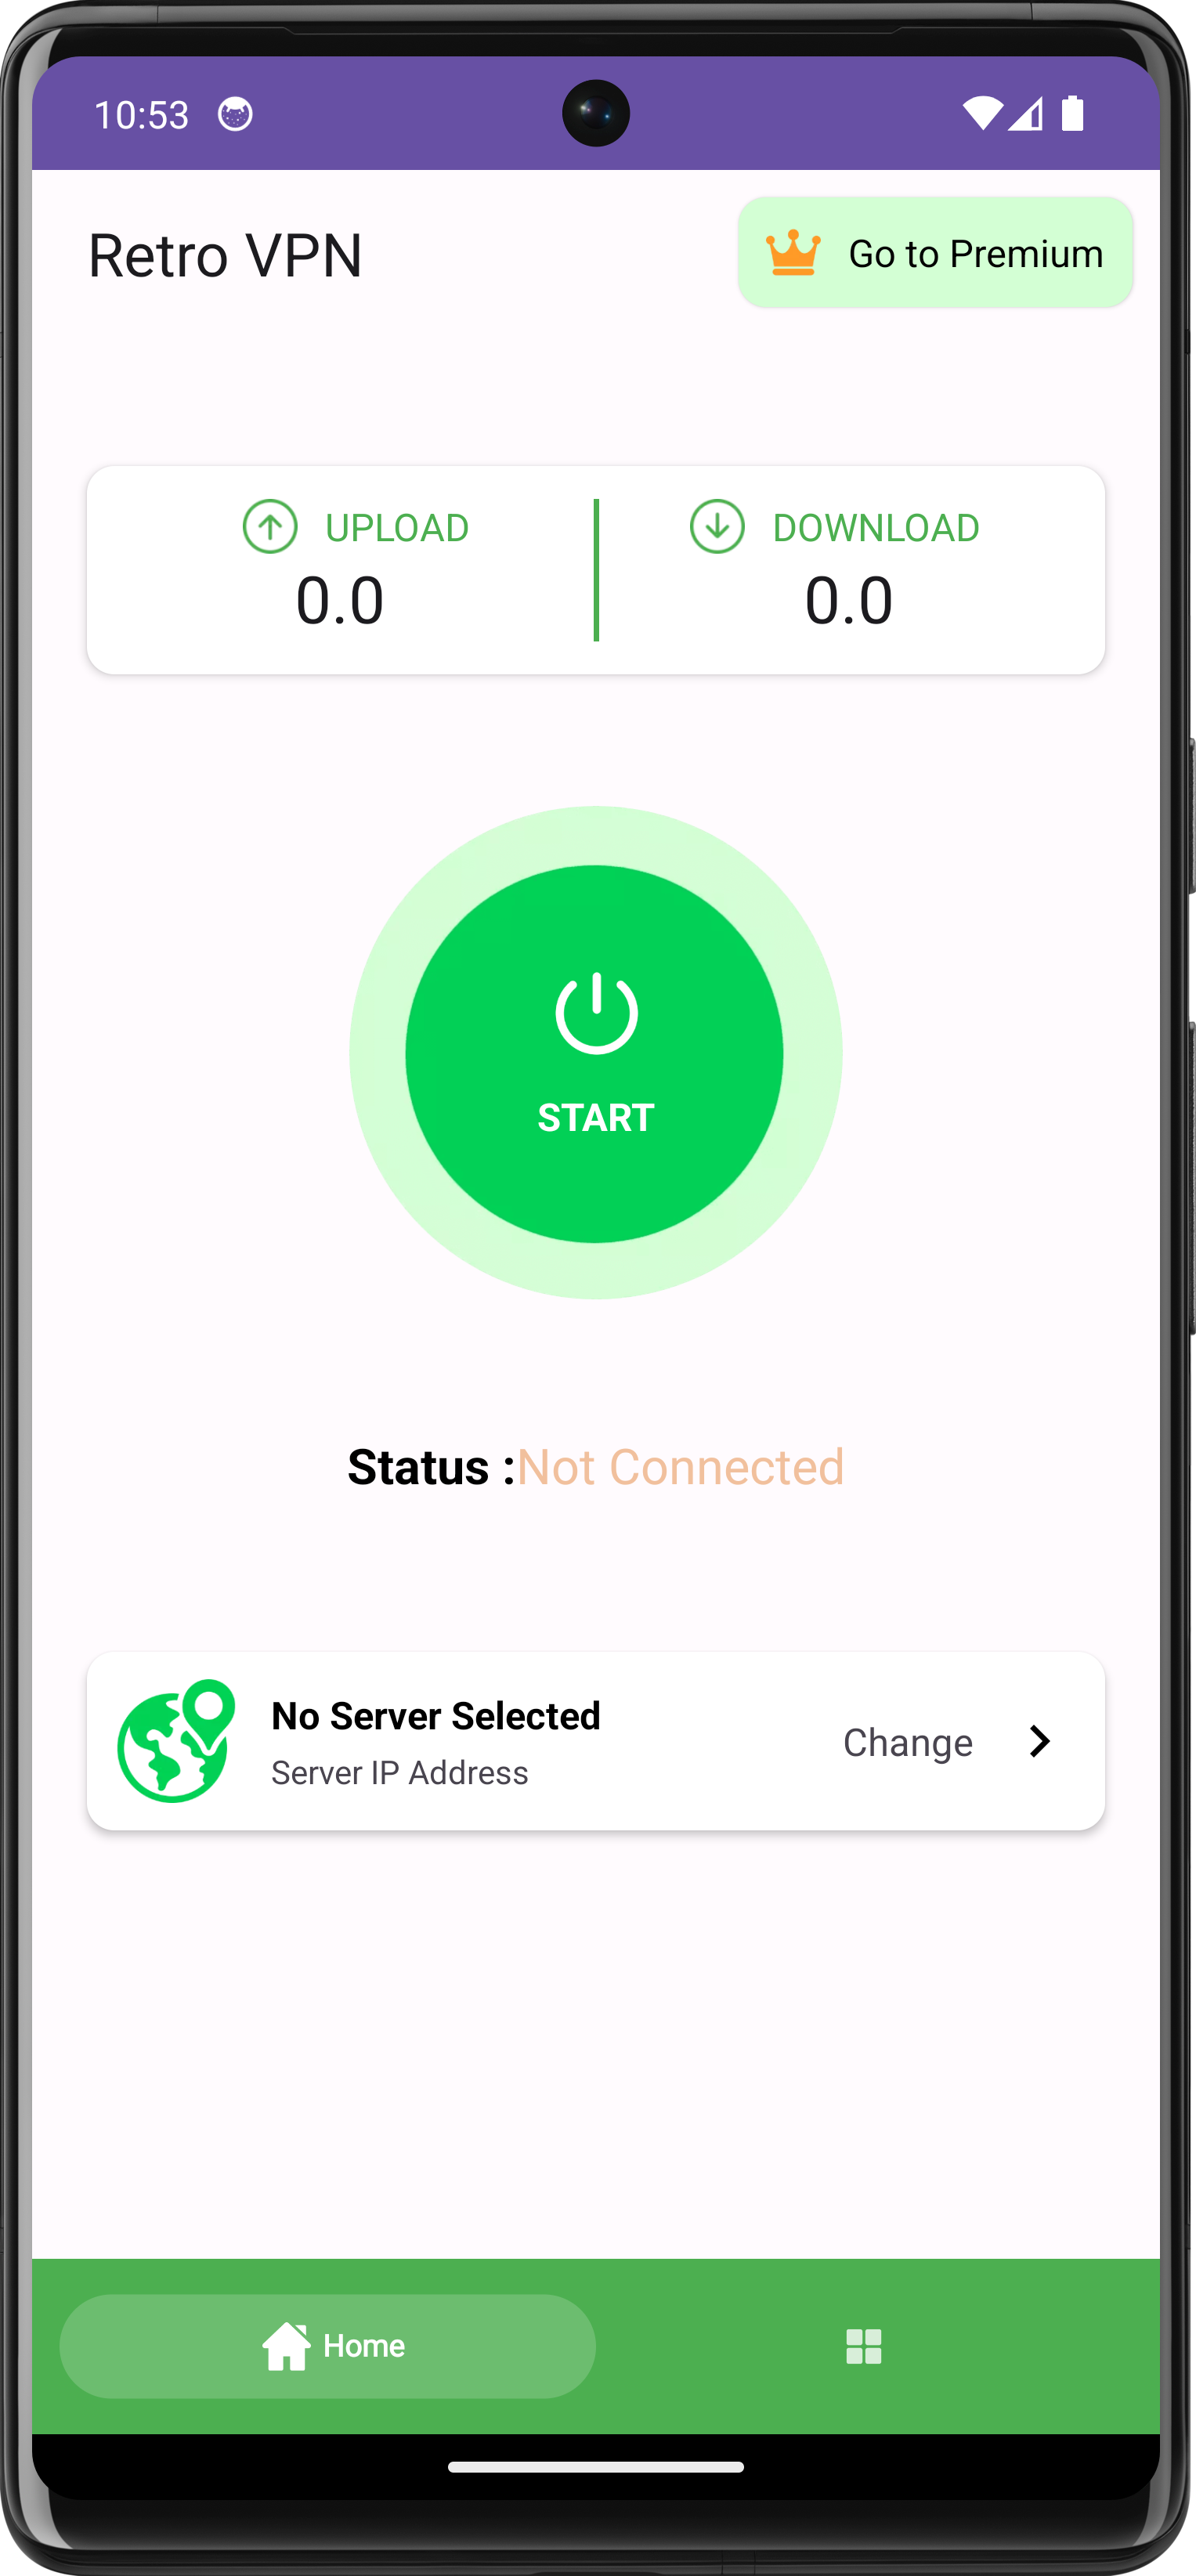 10:53
Retro VPN
Go to Premium
UPLOAD
0.0
DOWNLOAD
0.0
START
Status :Not Connected
No Server Selected
Server IP Address
Change
Home